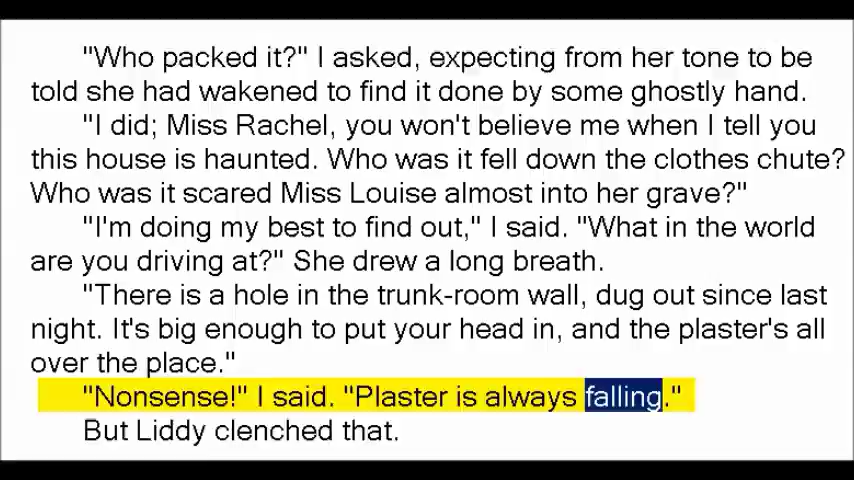 "Who packed it?" I asked, expecting from her tone to be
told she had wakened to find it done by some ghostly hand.
"I did; Miss Rachel, you won't believe me when I tell you
this house is haunted. Who was it fell down the clothes chute?
Who was it scared Miss Louise almost into her grave?"
"I'm doing my best to find out," I said. "What in the world
are you driving at?" She drew a long breath.
"There is a hole in the trunk-room wall, dug out since last
night. It's big enough to put your head in, and the plaster's all
over the place."
"Nonsense!" I said. "Plaster is always falling."
But Liddy clenched that.